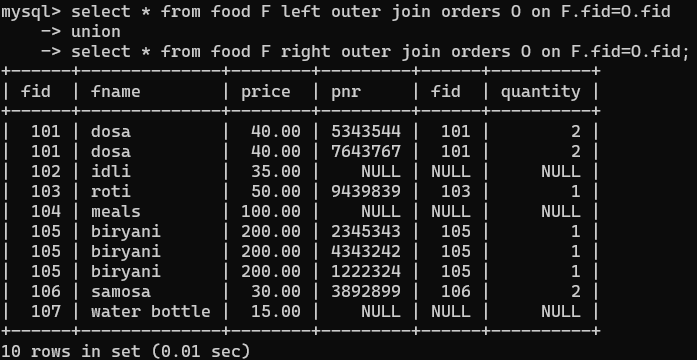 mysql> select * from food F left outer join orders O on F.fid=O.fid
    -> union
    -> select * from food F right outer join orders O on F.fid=O.fid;
+------+--------------+--------+---------+------+----------+
| fid  | fname        | price  | pnr     | fid  | quantity |
+------+--------------+--------+---------+------+----------+
|  101 | dosa         |  40.00 | 5343544 |  101 |        2 |
|  101 | dosa         |  40.00 | 7643767 |  101 |        2 |
|  102 | idli         |  35.00 |    NULL | NULL |     NULL |
|  103 | roti         |  50.00 | 9439839 |  103 |        1 |
|  104 | meals        | 100.00 |    NULL | NULL |     NULL |
|  105 | biryani      | 200.00 | 2345343 |  105 |        1 |
|  105 | biryani      | 200.00 | 4343242 |  105 |        1 |
|  105 | biryani      | 200.00 | 1222324 |  105 |        1 |
|  106 | samosa       |  30.00 | 3892899 |  106 |        2 |
|  107 | water bottle |  15.00 |    NULL | NULL |     NULL |
+------+--------------+--------+---------+------+----------+
10 rows in set (0.01 sec)